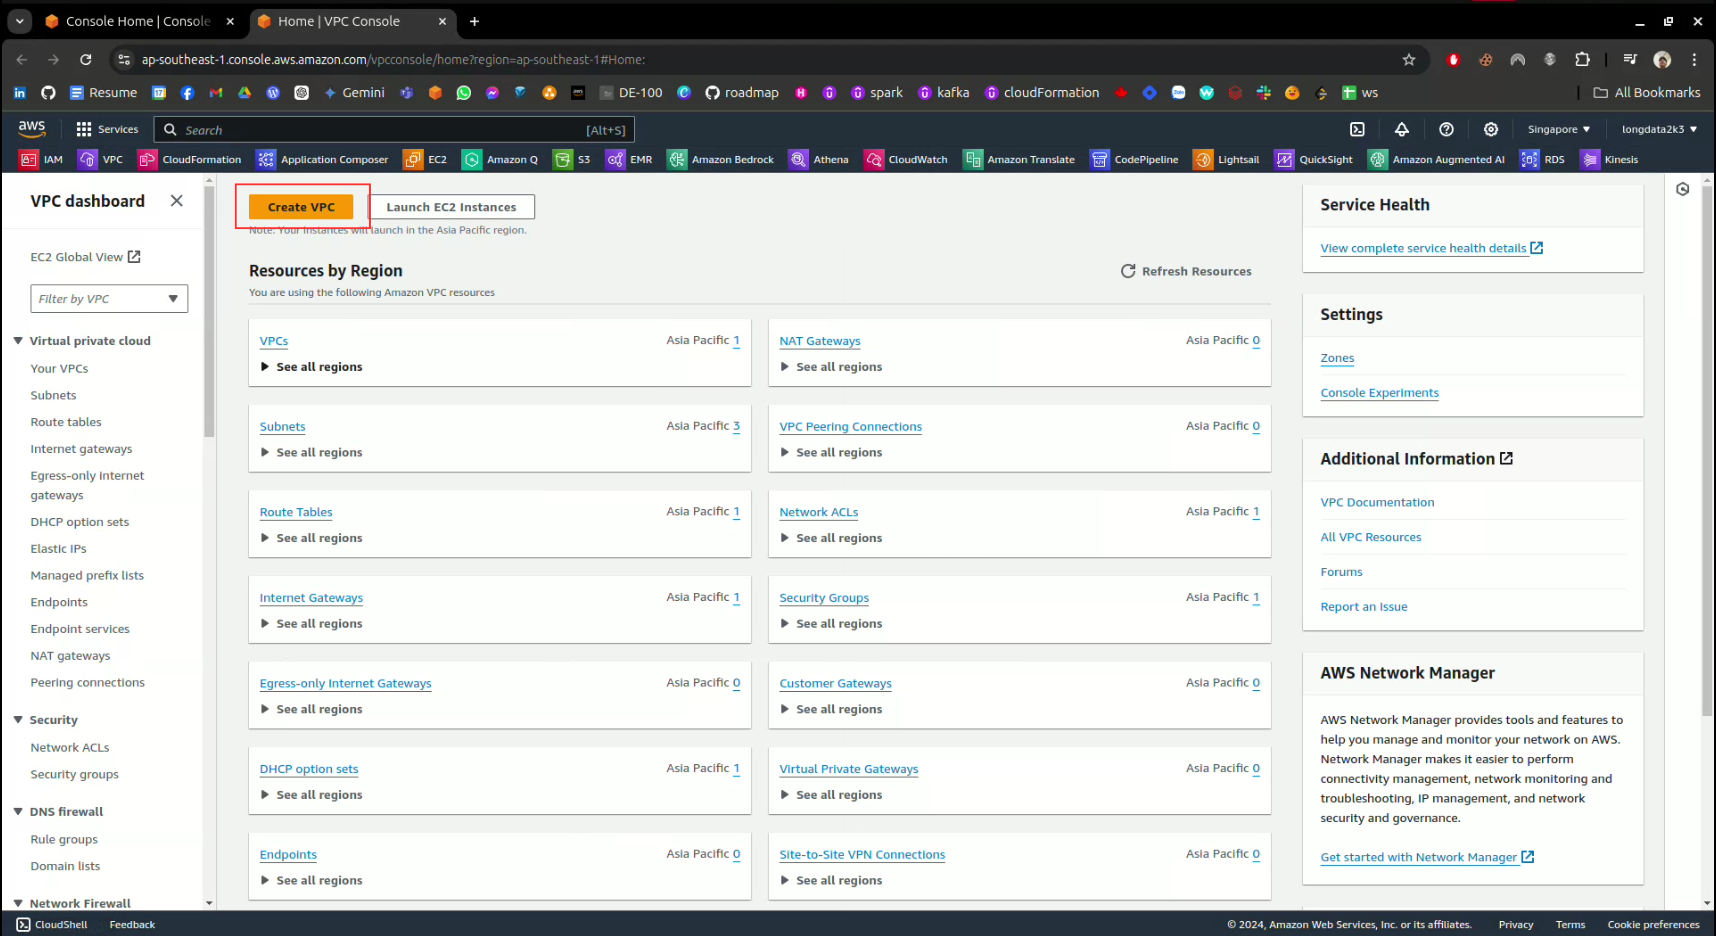 Console Home | Console
Home | VPC Console
ap-southeast-1.console.aws.amazon.com/vpcconsole/home?region=ap-southeast-1#Home:
Resume
Gemini
DE-100
roadmap
spark
kafka
cloudFormation
ws
All Bookmarks
aws
Services
Search
[Alt+S]
Singapore
longdata2k3
IAM
VPC
CloudFormation
Application Composer
EC2
Amazon Q
S3
EMR
Amazon Bedrock
Athena
CloudWatch
Amazon Translate
CodePipeline
Lightsail
QuickSight
Amazon Augmented AI
RDS
Kinesis
VPC dashboard
EC2 Global View
Filter by VPC
Virtual private cloud
Your VPCs
Subnets
Route tables
Internet gateways
Egress-only internet
gateways
DHCP option sets
Elastic IPs
Managed prefix lists
Endpoints
Endpoint services
NAT gateways
Peering connections
Security
Network ACLs
Security groups
DNS firewall
Rule groups
Domain lists
Network Firewall
Create VPC
Launch EC2 Instances
Note: Your Instances will launch in the Asia Pacific region.
Resources by Region
Refresh Resources
You are using the following Amazon VPC resources
VPCs
Asia Pacific 1
See all regions
NAT Gateways
Asia Pacific 0
See all regions
Subnets
Asia Pacific 3
See all regions
VPC Peering Connections
Asia Pacific 0
See all regions
Route Tables
Asia Pacific 1
See all regions
Network ACLs
Asia Pacific 1
See all regions
Internet Gateways
Asia Pacific 1
See all regions
Security Groups
Asia Pacific 1
See all regions
Egress-only Internet Gateways
Asia Pacific 0
See all regions
Customer Gateways
Asia Pacific 0
See all regions
DHCP option sets
Asia Pacific 1
See all regions
Virtual Private Gateways
Asia Pacific 0
See all regions
Endpoints
Asia Pacific 0
See all regions
Site-to-Site VPN Connections
Asia Pacific 0
See all regions
Service Health
View complete service health details
Settings
Zones
Console Experiments
Additional Information
VPC Documentation
All VPC Resources
Forums
Report an Issue
AWS Network Manager
AWS Network Manager provides tools and features to
help you manage and monitor your network on AWS.
Network Manager makes it easier to perform
connectivity management, network monitoring and
troubleshooting, IP management, and network
security and governance.
Get started with Network Manager
CloudShell
Feedback
© 2024, Amazon Web Services, Inc. or its affiliates.
Privacy
Terms
Cookie preferences